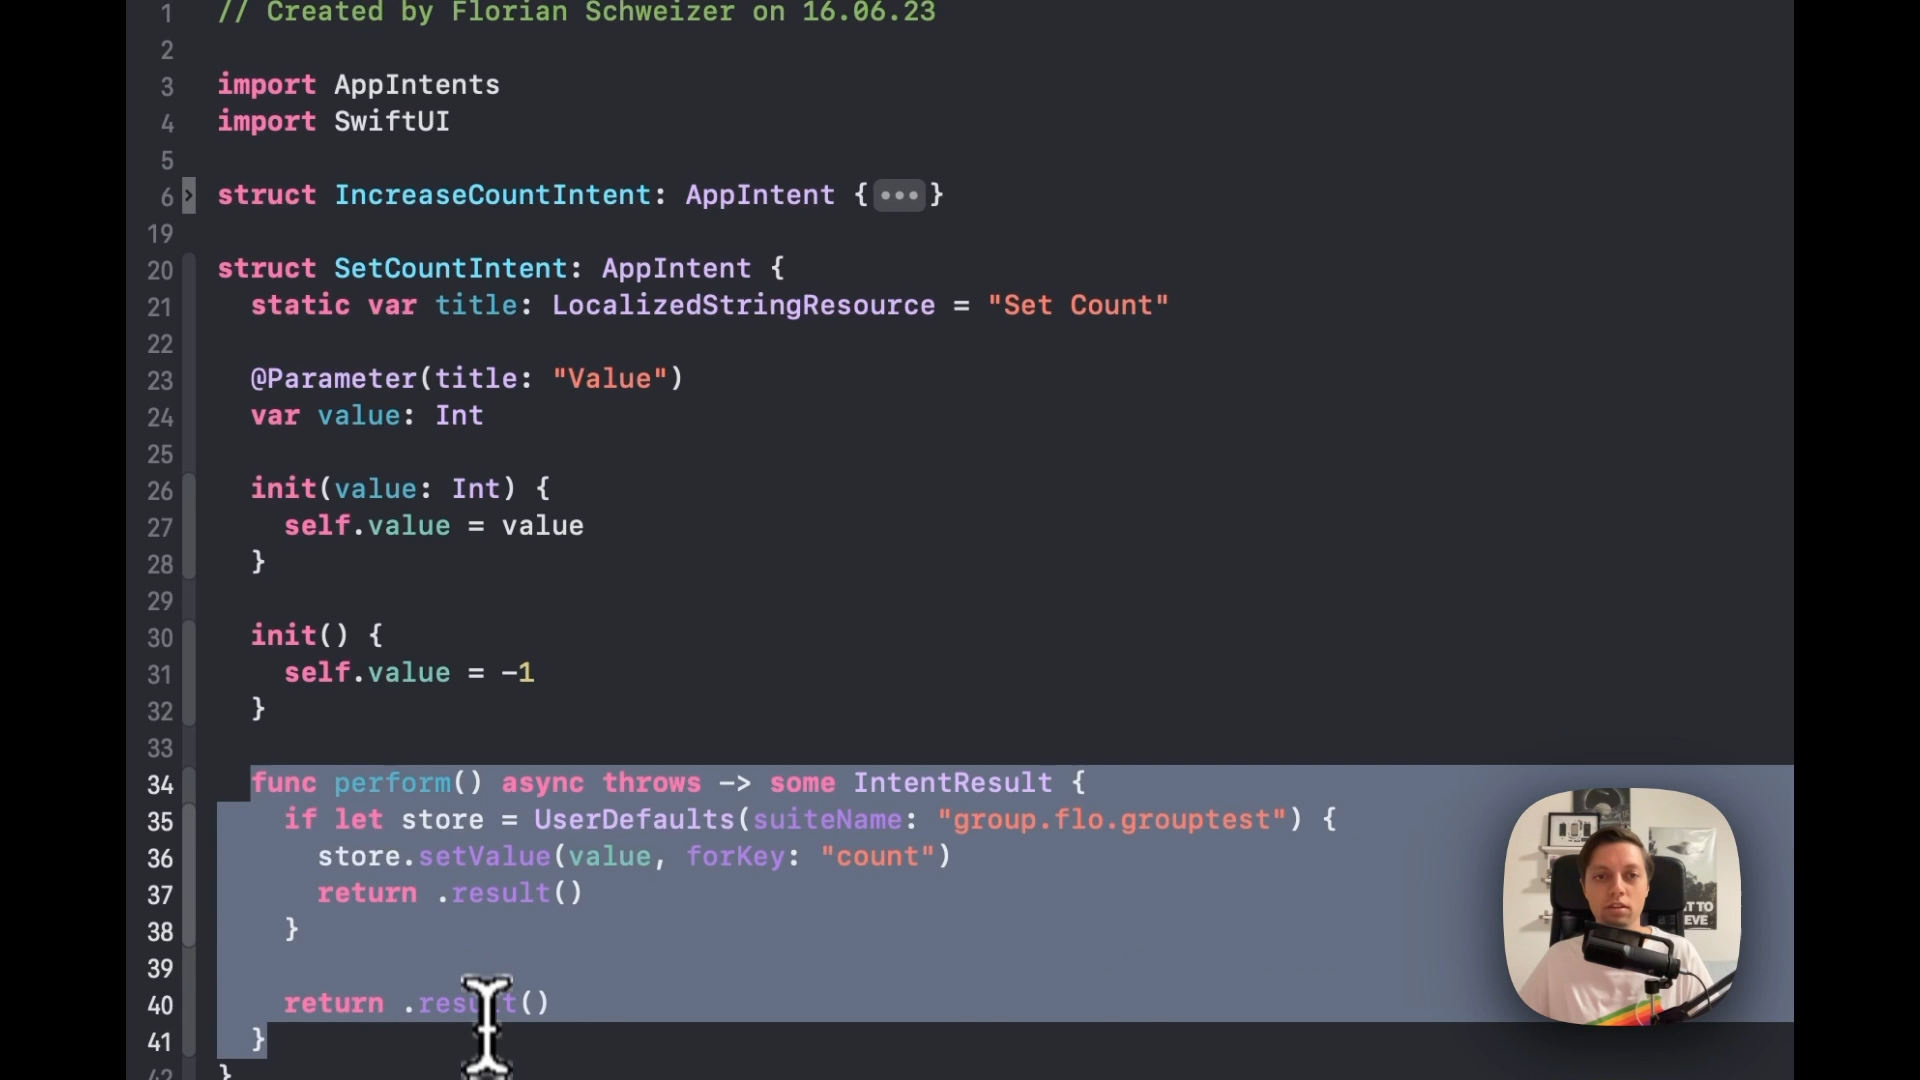 1 // Created by Florian Schweizer on 16.06.23
2
3 import AppIntents
4 import SwiftUI
5
6 struct IncreaseCountIntent: AppIntent {•••}
19
20 struct SetCountIntent: AppIntent {
21 static var title: LocalizedStringResource = "Set Count"
22
23 @Parameter(title: "Value")
24 var value: Int
25
26 init(value: Int) {
27 self.value = value
28 }
29
30 init() {
31 self.value = -1
32 }
33
34 func perform() async throws -> some IntentResult {
35 if let store = UserDefaults(suiteName: "group.flo.grouptest") {
36 store.setValue(value, forKey: "count")
37 return .result()
38 }
39
40 return .result()
41 }
42 }